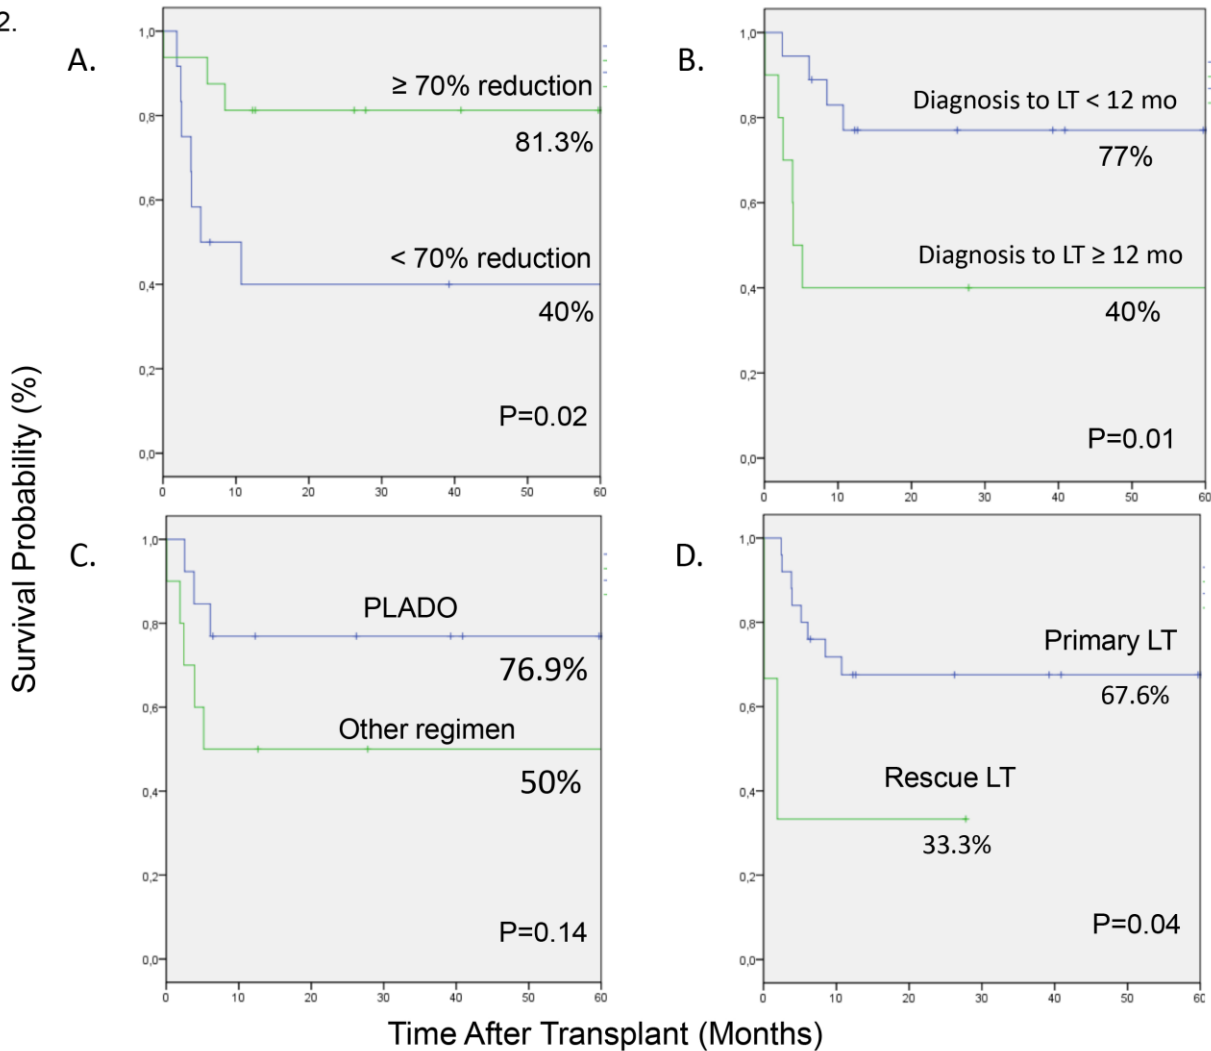 2.
A.
1,0
0,8
0,6
0,4
0,2
0,0
≥ 70% reduction
81.3%
< 70% reduction
40%
P=0.02
0 10 20 30 40 50 60
B.
1,0
0,8
0,6
0,4
0,2
0,0
Diagnosis to LT < 12 mo
77%
Diagnosis to LT ≥ 12 mo
40%
P=0.01
0 10 20 30 40 50 60
Survival Probability (%)
C.
1,0
0,8
0,6
0,4
0,2
0,0
PLADO
76.9%
Other regimen
50%
P=0.14
0 10 20 30 40 50 60
D.
1,0
0,8
0,6
0,4
0,2
0,0
Primary LT
67.6%
Rescue LT
33.3%
P=0.04
0 10 20 30 40 50 60
Time After Transplant (Months)